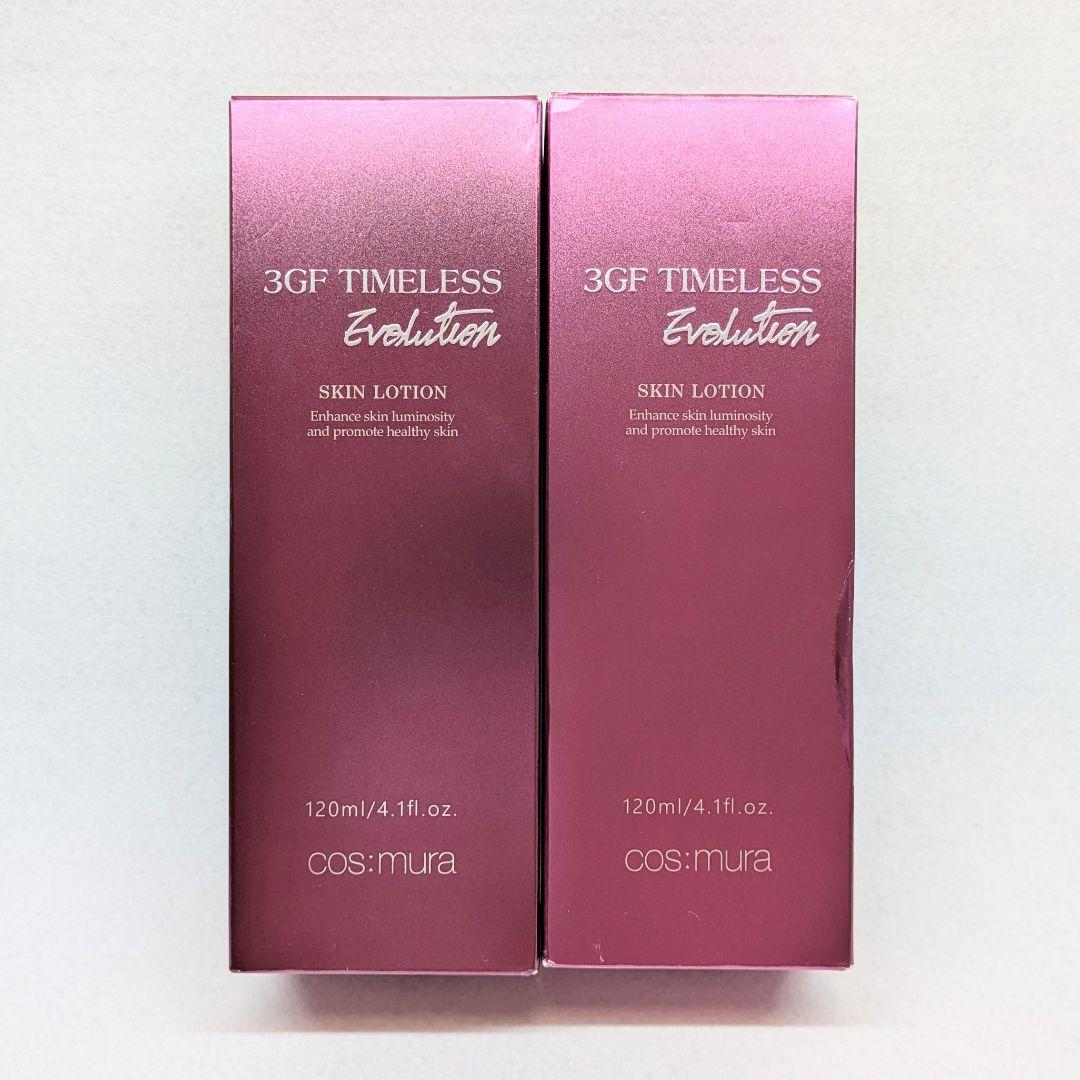 3GF TIMELESS
Evolution
SKIN LOTION
Enhance skin luminosity
and promote healthy skin
120ml/4.1fl.oz.
cos:mura
3GF TIMELESS
Evolution
SKIN LOTION
Enhance skin luminosity
and promote healthy skin
120ml/4.1fl.oz.
cos:mura